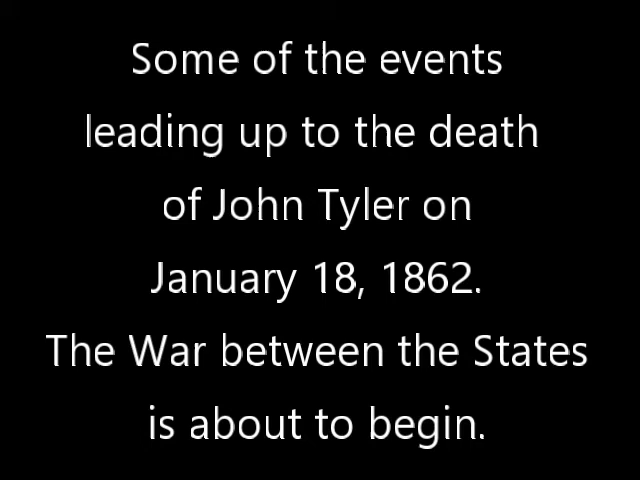 Some of the events
leading up to the death
of John Tyler on
January 18, 1862.
The War between the States
is about to begin.